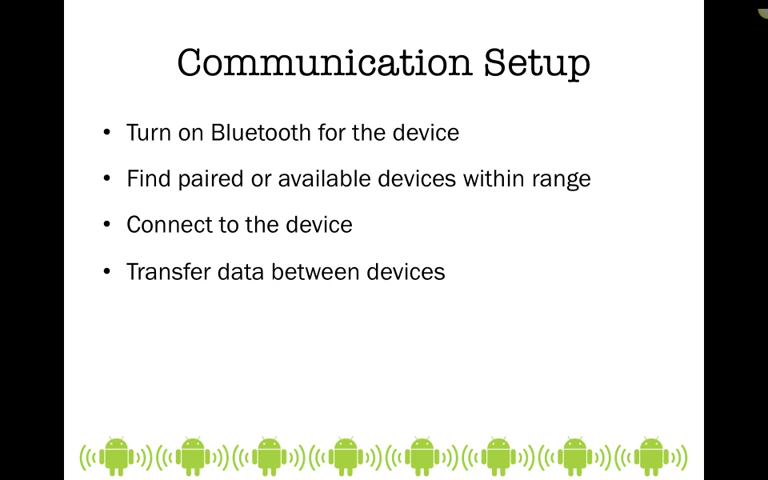 Communication Setup
• Turn on Bluetooth for the device
• Find paired or available devices within range
• Connect to the device
• Transfer data between devices